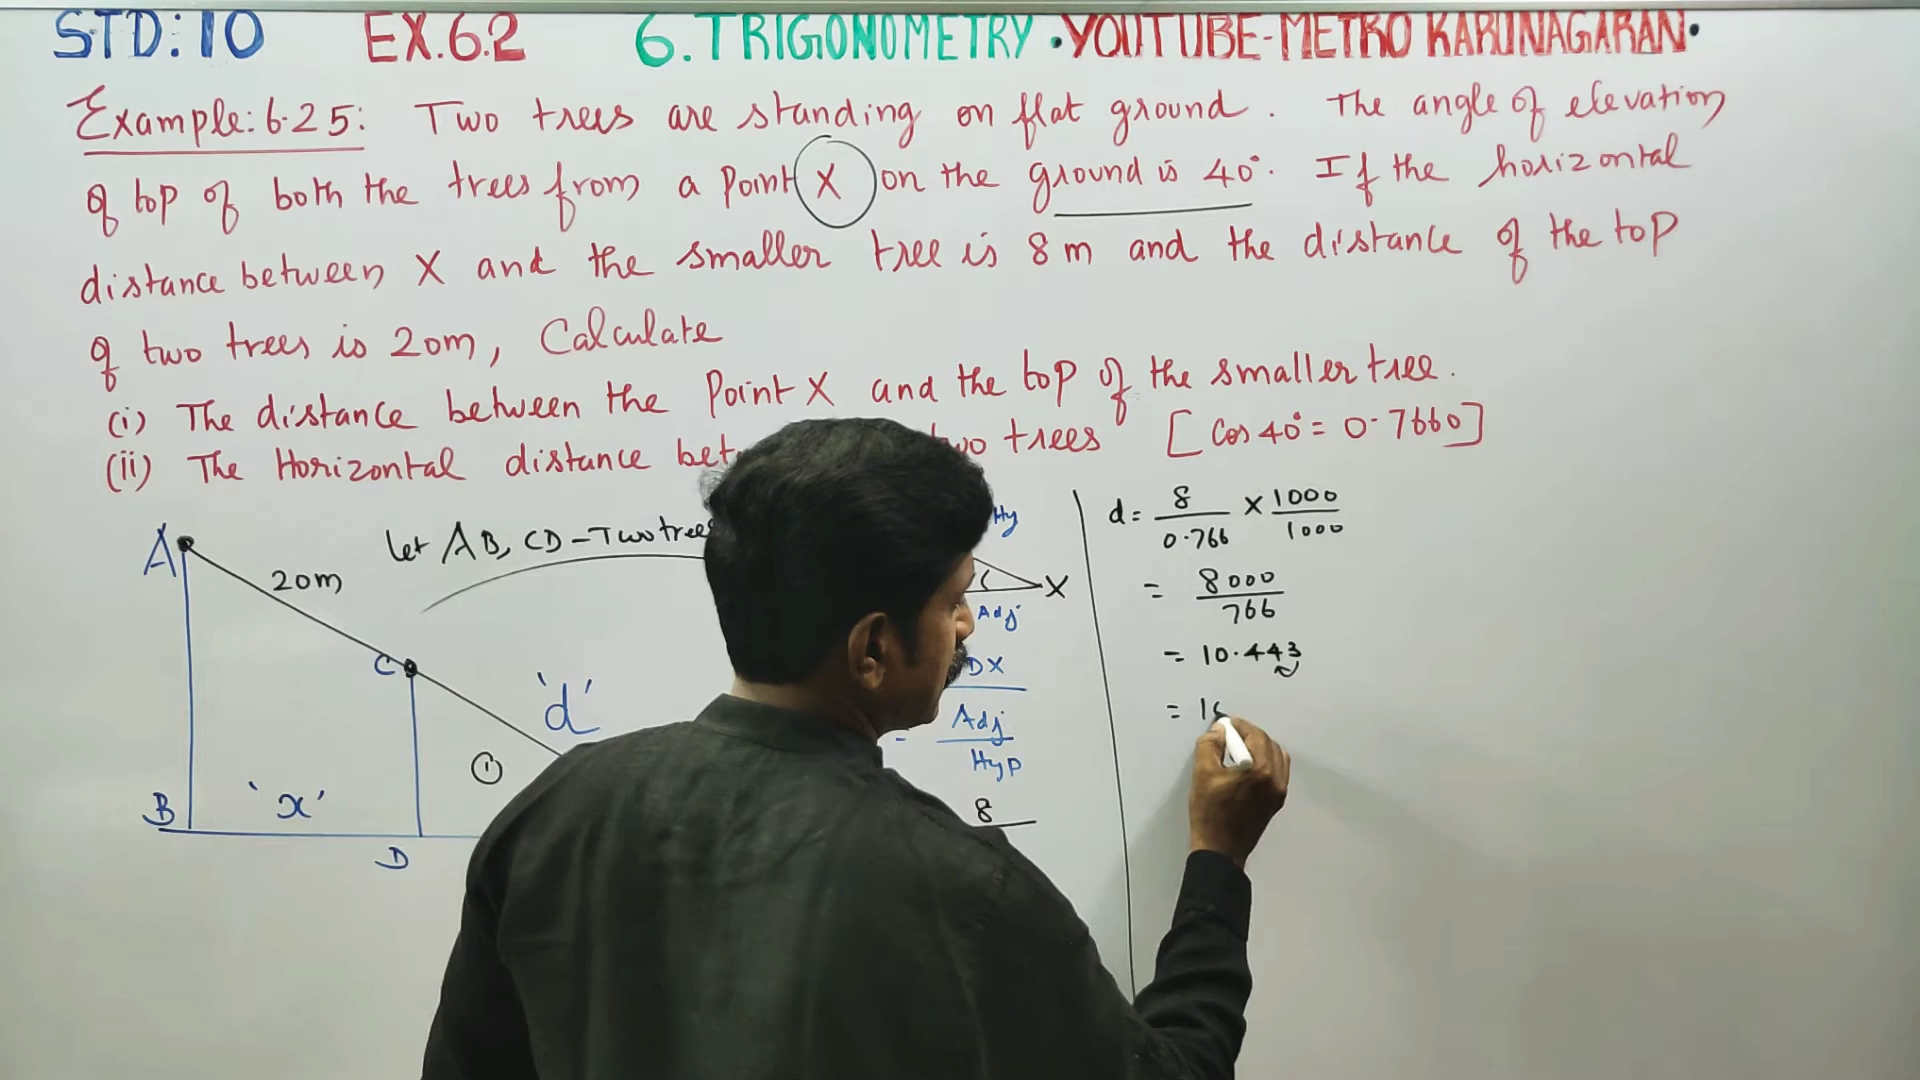 STD:10 EX.6.2 6.TRIGONOMETRY •YOUTUBE-METRO KARUNAGARAN•
Example:6.25: Two trees are standing on flat ground. The angle of elevation
of top of both the trees from a point X on the ground is 40°. If the horizontal
distance between X and the smaller tree is 8m and the distance of the top
of two trees is 20m, Calculate
(i) The distance between the Point X and the top of the smaller tree.
(ii) The Horizontal distance trees [Cos 40° = 0.7660]
A
20m
let AB, CD - Two
C
'd'
①
B
'x'
D
Hy
X
Adj
DX
= Adj
Hyp
8
d = 8/0.766 × 1000/1000
= 8000/766
= 10.443
=